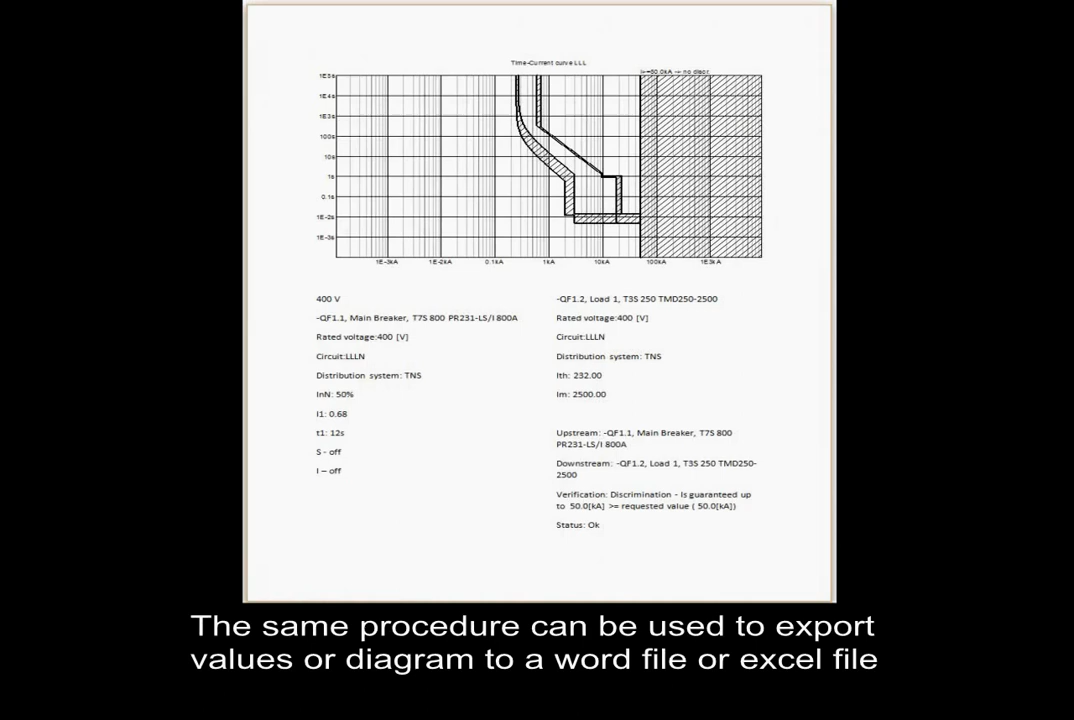 Time-Current curve LLL
I>=50.0kA -> no discr.
1E5s
1E4s
1E3s
100s
10s
1s
0.1s
1E-2s
1E-3s
1E-3kA 1E-2kA 0.1kA 1kA 10kA 100kA 1E3kA
400 V
-QF1.1, Main Breaker, T7S 800 PR231-LS/I 800A
Rated voltage:400 [V]
Circuit:LLLN
Distribution system: TNS
InN: 50%
I1: 0.68
t1: 12s
S - off
I – off
-QF1.2, Load 1, T3S 250 TMD250-2500
Rated voltage:400 [V]
Circuit:LLLN
Distribution system: TNS
Ith: 232.00
Im: 2500.00
Upstream: -QF1.1, Main Breaker, T7S 800
PR231-LS/I 800A
Downstream: -QF1.2, Load 1, T3S 250 TMD250-
2500
Verification: Discrimination - Is guaranteed up
to 50.0[kA] >= requested value ( 50.0[kA])
Status: Ok
The same procedure can be used to export
values or diagram to a word file or excel file